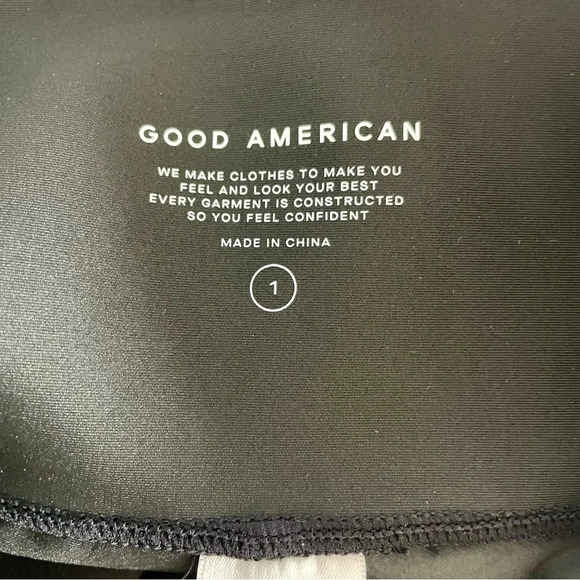 GOOD AMERICAN
WE MAKE CLOTHES TO MAKE YOU
FEEL AND LOOK YOUR BEST
EVERY GARMENT IS CONSTRUCTED
SO YOU FEEL CONFIDENT
MADE IN CHINA
1